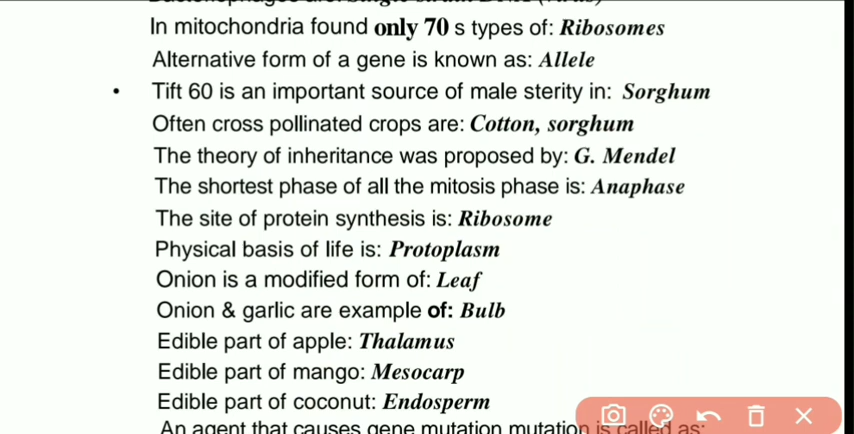 In mitochondria found only 70 s types of: Ribosomes
Alternative form of a gene is known as: Allele
• Tift 60 is an important source of male sterity in: Sorghum
Often cross pollinated crops are: Cotton, sorghum
The theory of inheritance was proposed by: G. Mendel
The shortest phase of all the mitosis phase is: Anaphase
The site of protein synthesis is: Ribosome
Physical basis of life is: Protoplasm
Onion is a modified form of: Leaf
Onion & garlic are example of: Bulb
Edible part of apple: Thalamus
Edible part of mango: Mesocarp
Edible part of coconut: Endosperm
An agent that causes gene mutation mutation is called as: